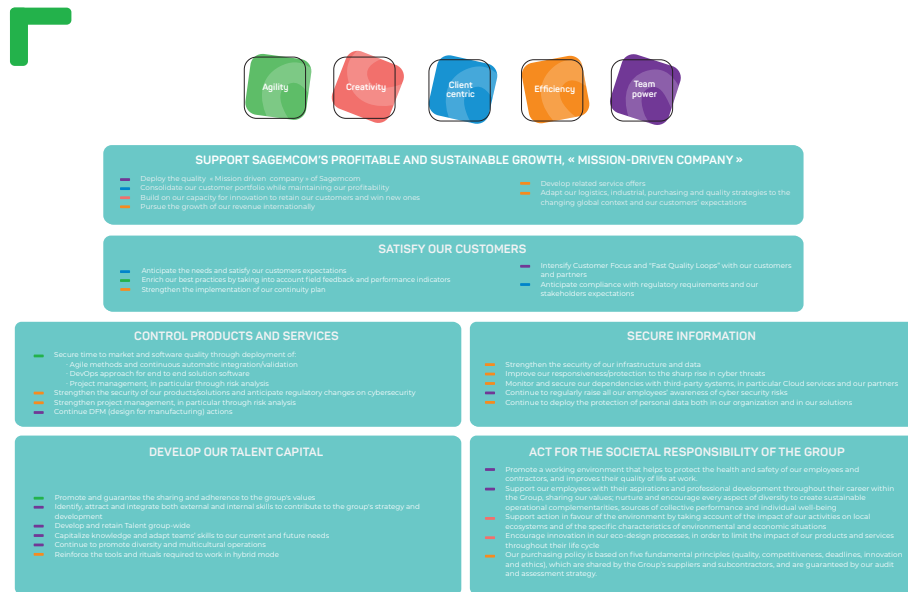 Agility
Creativity
Client
centric
Efficiency
Team
power
SUPPORT SAGEMCOM'S PROFITABLE AND SUSTAINABLE GROWTH, « MISSION-DRIVEN COMPANY »
Deploy the quality « Mission driven company » of Sagemcom
Consolidate our customer portfolio while maintaining our profitability
Build on our capacity for innovation to retain our customers and win new ones
Pursue the growth of our revenue internationally
Develop related service offers
Adapt our logistics, industrial, purchasing and quality strategies to the
changing global context and our customers' expectations
SATISFY OUR CUSTOMERS
Anticipate the needs and satisfy our customers expectations
Enrich our best practices by taking into account field feedback and performance indicators
Strengthen the implementation of our continuity plan
Intensify Customer Focus and "Fast Quality Loops" with our customers
and partners
Anticipate compliance with regulatory requirements and our
stakeholders expectations
CONTROL PRODUCTS AND SERVICES
Secure time to market and software quality through deployment of:
· Agile methods and continuous automatic integration/validation
· DevOps approach for end to end solution software
· Project management, in particular through risk analysis
Strengthen the security of our products/solutions and anticipate regulatory changes on cybersecurity
Strengthen project management, in particular through risk analysis
Continue DFM (design for manufacturing) actions
SECURE INFORMATION
Strengthen the security of our Infrastructure and data
Improve our responsiveness/protection to the sharp rise in cyber threats
Monitor and secure our dependencies with third-party systems, in particular Cloud services and our partners
Continue to regularly raise all our employees' awareness of cyber security risks
Continue to deploy the protection of personal data both in our organization and in our solutions
DEVELOP OUR TALENT CAPITAL
Promote and guarantee the sharing and adherence to the group's values
Identify, attract and integrate both external and internal skills to contribute to the group's strategy and
development
Develop and retain Talent group-wide
Capitalize knowledge and adapt teams' skills to our current and future needs
Continue to promote diversity and multicultural operations
Reinforce the tools and rituals required to work in hybrid mode
ACT FOR THE SOCIETAL RESPONSIBILITY OF THE GROUP
Promote a working environment that helps to protect the health and safety of our employees and
contractors, and improves their quality of life at work.
Support our employees with their aspirations and professional development throughout their career within
the Group, sharing our values; nurture and encourage every aspect of diversity to create sustainable
operational complementarities, sources of collective performance and individual well-being
Support action in favour of the environment by taking account of the impact of our activities on local
ecosystems and of the specific characteristics of environmental and economic situations
Encourage innovation in our eco-design processes, in order to limit the impact of our products and services
throughout their life cycle
Our purchasing policy is based on five fundamental principles (quality, competitiveness, deadlines, innovation
and ethics), which are shared by the Group's suppliers and subcontractors, and are guaranteed by our audit
and assessment strategy.